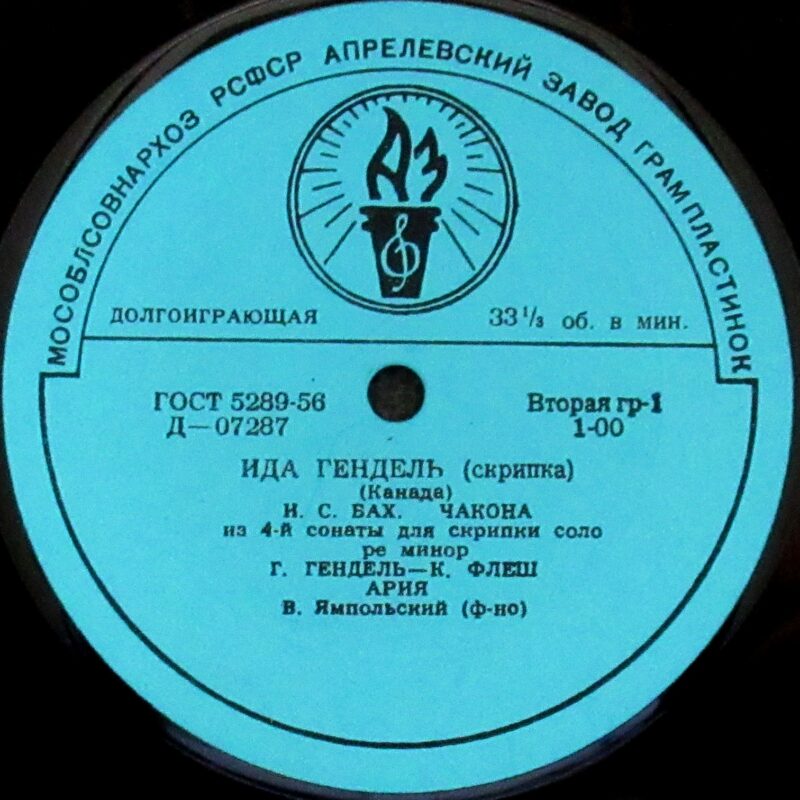 МОСОБЛСОВНАРХОЗ РСФСР АПРЕЛЕВСКИЙ ЗАВОД ГРАМПЛАСТИНОК
АЗ
ДОЛГОИГРАЮЩАЯ 33 1/3 об. в мин.
ГОСТ 5289-56 Вторая гр-1
Д—07287 1-00
ИДА ГЕНДЕЛЬ (скрипка)
(Канада)
И. С. БАХ. ЧАКОНА
из 4-й сонаты для скрипки соло
ре минор
Г. ГЕНДЕЛЬ—К. ФЛЕШ
АРИЯ
В. Ямпольский (ф-но)